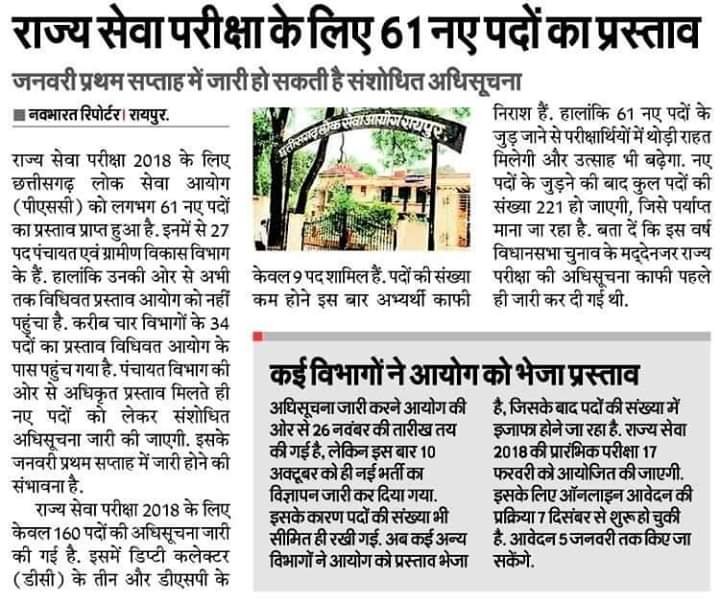 राज्य सेवा परीक्षा के लिए 61 नए पदों का प्रस्ताव
जनवरी प्रथम सप्ताह में जारी हो सकती है संशोधित अधिसूचना
■ नवभारत रिपोर्टर। रायपुर.
राज्य सेवा परीक्षा 2018 के लिए
छत्तीसगढ़ लोक सेवा आयोग
(पीएससी) को लगभग 61 नए पदों
का प्रस्ताव प्राप्त हुआ है. इनमें से 27
पद पंचायत एवं ग्रामीण विकास विभाग
के हैं. हालांकि उनकी ओर से अभी
तक विधिवत प्रस्ताव आयोग को नहीं
पहुंचा है. करीब चार विभागों के 34
पदों का प्रस्ताव विधिवत आयोग के
पास पहुंच गया है. पंचायत विभाग की
ओर से अधिकृत प्रस्ताव मिलते ही
नए पदों को लेकर संशोधित
अधिसूचना जारी की जाएगी. इसके
जनवरी प्रथम सप्ताह में जारी होने की
संभावना है.
राज्य सेवा परीक्षा 2018 के लिए
केवल 160 पदों की अधिसूचना जारी
की गई है. इसमें डिप्टी कलेक्टर
(डीसी) के तीन और डीएसपी के
छत्तीसगढ़ लोक सेवा आयोग रायपुर
केवल 9 पद शामिल हैं. पदों की संख्या
कम होने इस बार अभ्यर्थी काफी
निराश हैं. हालांकि 61 नए पदों के
जुड़ जाने से परीक्षार्थियों में थोड़ी राहत
मिलेगी और उत्साह भी बढ़ेगा. नए
पदों के जुड़ने की बाद कुल पदों की
संख्या 221 हो जाएगी, जिसे पर्याप्त
माना जा रहा है. बता दें कि इस वर्ष
विधानसभा चुनाव के मद्देनजर राज्य
परीक्षा की अधिसूचना काफी पहले
ही जारी कर दी गई थी.
कई विभागों ने आयोग को भेजा प्रस्ताव
अधिसूचना जारी करने आयोग की
ओर से 26 नवंबर की तारीख तय
की गई है, लेकिन इस बार 10
अक्टूबर को ही नई भर्ती का
विज्ञापन जारी कर दिया गया.
इसके कारण पदों की संख्या भी
सीमित ही रखी गई. अब कई अन्य
विभागों ने आयोग को प्रस्ताव भेजा
है, जिसके बाद पदों की संख्या में
इजाफा होने जा रहा है. राज्य सेवा
2018 की प्रारंभिक परीक्षा 17
फरवरी को आयोजित की जाएगी.
इसके लिए ऑनलाइन आवेदन की
प्रक्रिया 7 दिसंबर से शुरू हो चुकी
है. आवेदन 5 जनवरी तक किए जा
सकेंगे.